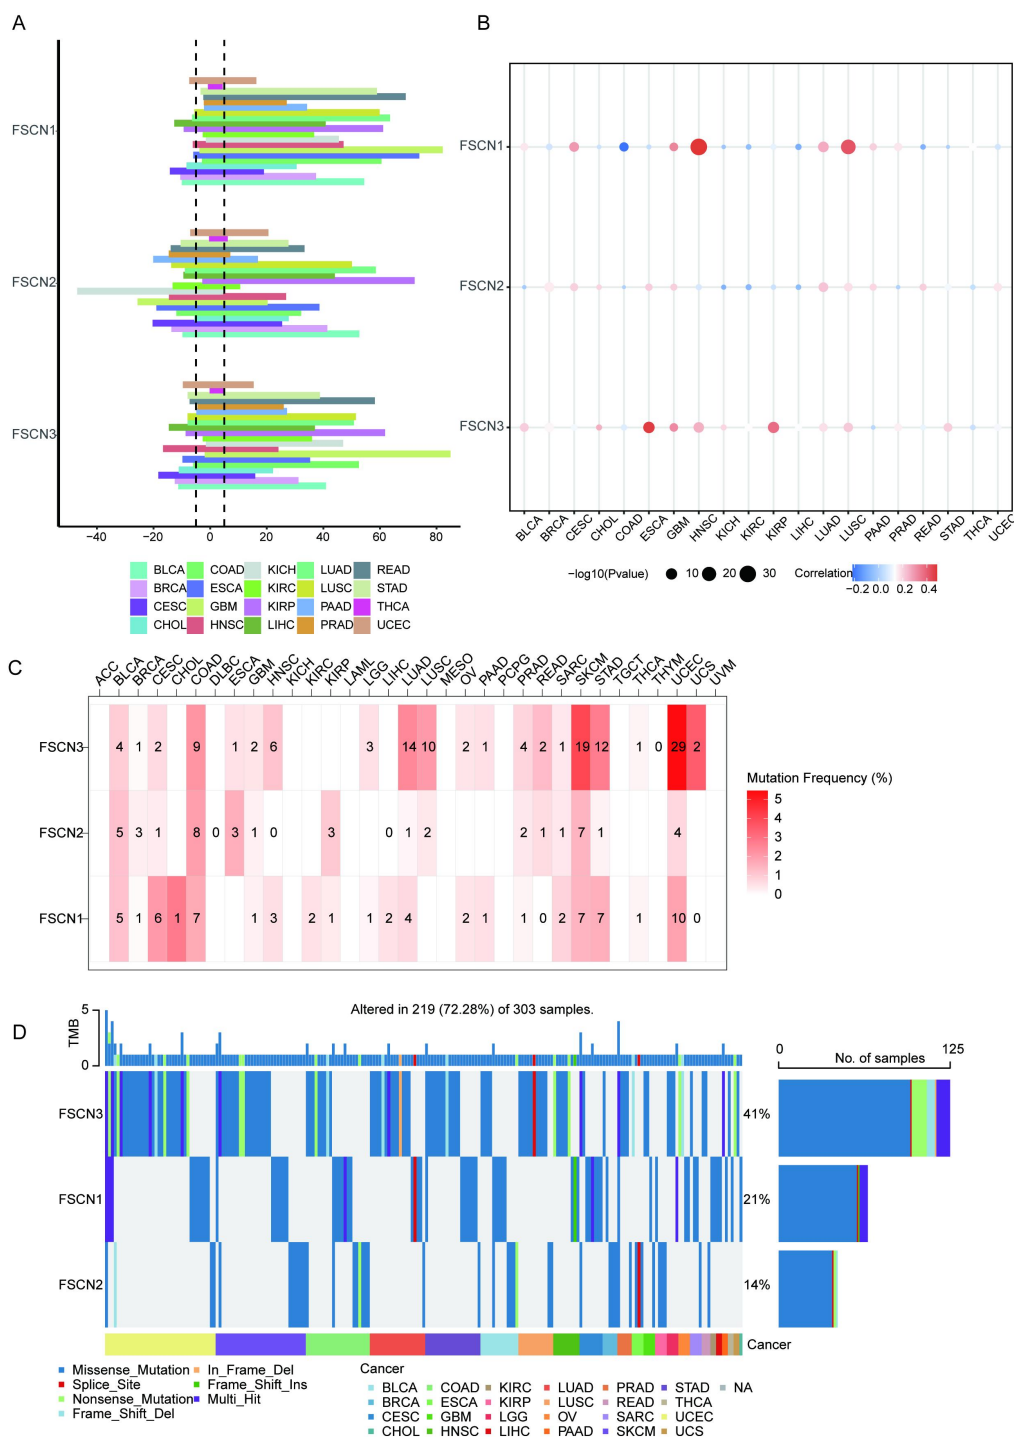 A
FSCN1
FSCN2
FSCN3
−40 −20 0 20 40 60 80
BLCA COAD KICH LUAD READ
BRCA ESCA KIRC LUSC STAD
CESC GBM KIRP PAAD THCA
CHOL HNSC LIHC PRAD UCEC
B
FSCN1
FSCN2
FSCN3
BLCA BRCA CESC CHOL COAD ESCA GBM HNSC KICH KIRC KIRP LIHC LUAD LUSC PAAD PRAD READ STAD THCA UCEC
−log10(Pvalue) 10 20 30 Correlation −0.2 0.0 0.2 0.4
C
ACC BLCA BRCA CESC CHOL COAD DLBC ESCA GBM HNSC KICH KIRC KIRP LAML LGG LIHC LUAD LUSC MESO OV PAAD PCPG PRAD READ SARC SKCM STAD TGCT THCA THYM UCEC UCS UVM
FSCN3 4 1 2 9 1 2 6 3 14 10 2 1 4 2 1 19 12 1 0 29 2
FSCN2 5 3 1 8 0 3 1 0 3 0 1 2 2 1 1 7 1 4
FSCN1 5 1 6 1 7 1 3 2 1 1 2 4 2 1 1 0 2 7 7 1 10 0
Mutation Frequency (%)
5
4
3
2
1
0
D
Altered in 219 (72.28%) of 303 samples.
TMB
5
0
0 125
No. of samples
FSCN3 41%
FSCN1 21%
FSCN2 14%
Cancer
Missense_Mutation In_Frame_Del
Splice_Site Frame_Shift_Ins
Nonsense_Mutation Multi_Hit
Frame_Shift_Del
Cancer
BLCA COAD KIRC LUAD PRAD STAD NA
BRCA ESCA KIRP LUSC READ THCA
CESC GBM LGG OV SARC UCEC
CHOL HNSC LIHC PAAD SKCM UCS